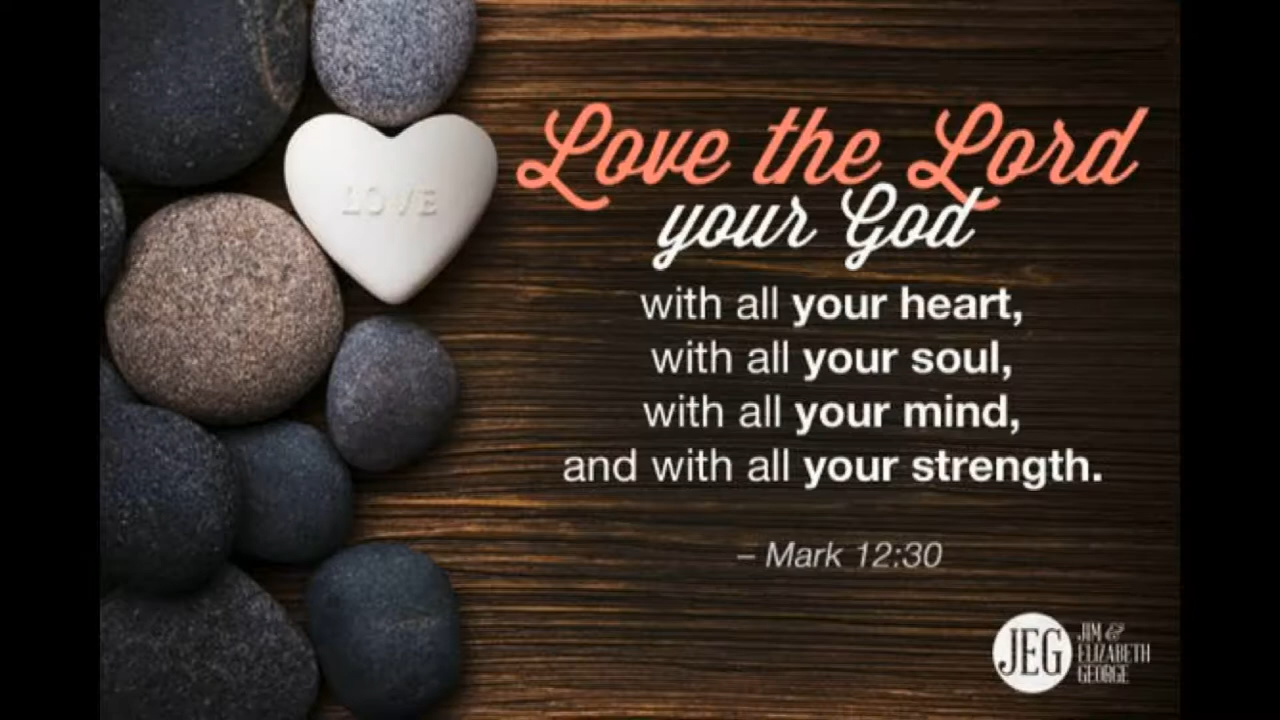 LOVE
Love the Lord
your God
with all your heart,
with all your soul,
with all your mind,
and with all your strength.
– Mark 12:30
JEG
JIM &
ELIZABETH
GEORGE